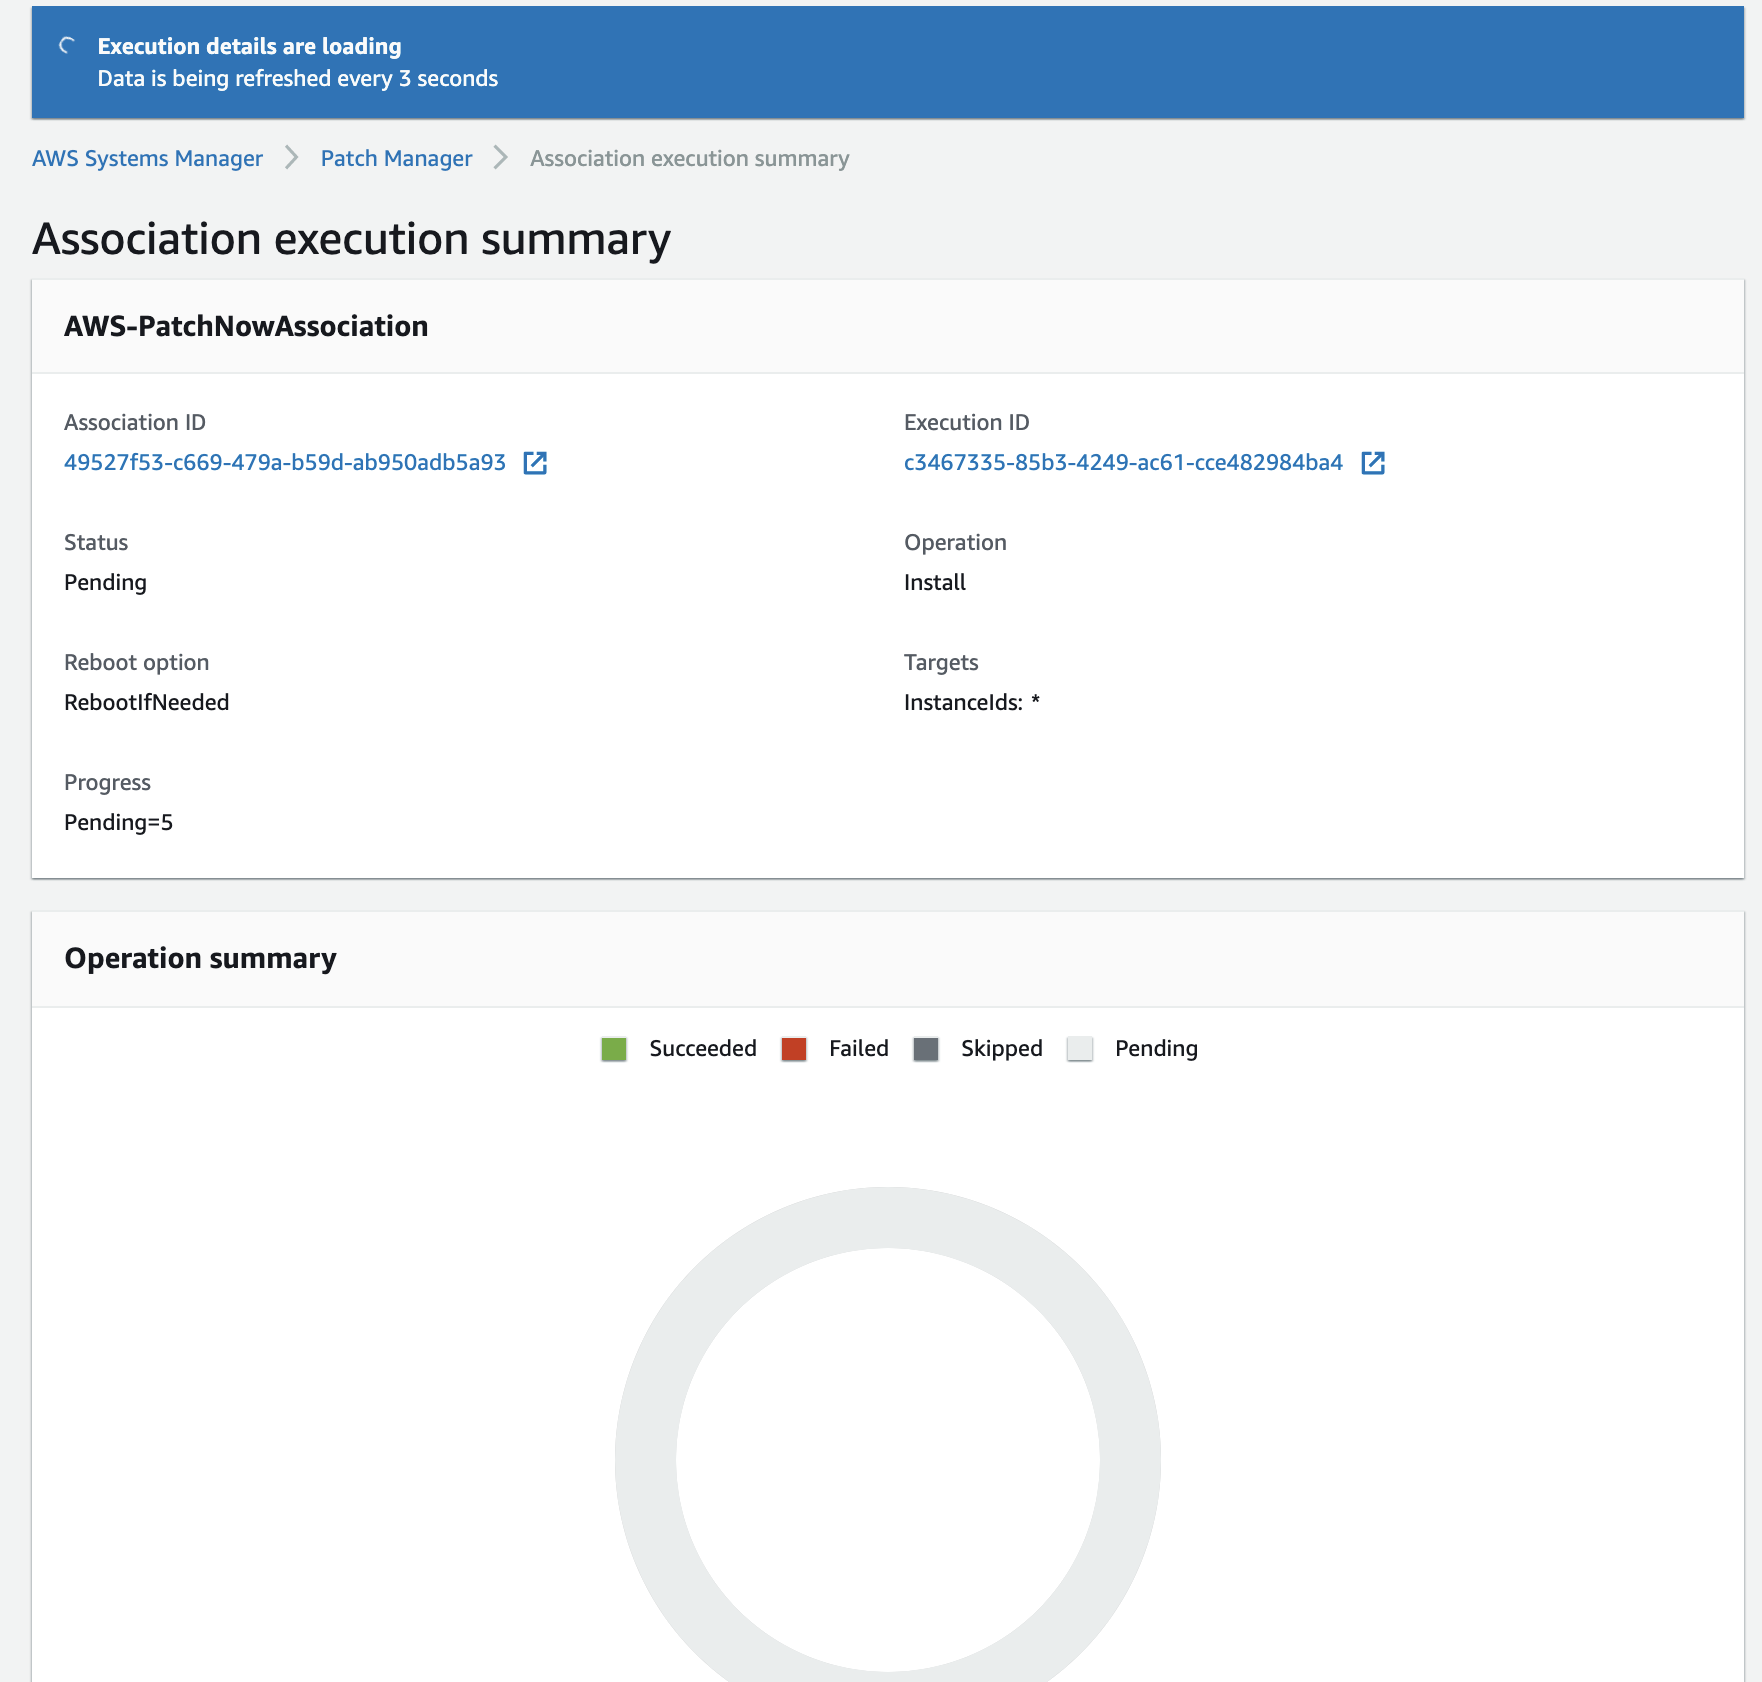 Execution details are loading
Data is being refreshed every 3 seconds
AWS Systems Manager Patch Manager Association execution summary
Association execution summary
AWS-PatchNowAssociation
Association ID
49527f53-c669-479a-b59d-ab950adb5a93
Execution ID
c3467335-85b3-4249-ac61-cce482984ba4
Status
Pending
Operation
Install
Reboot option
RebootIfNeeded
Targets
InstanceIds: *
Progress
Pending=5
Operation summary
Succeeded Failed Skipped Pending